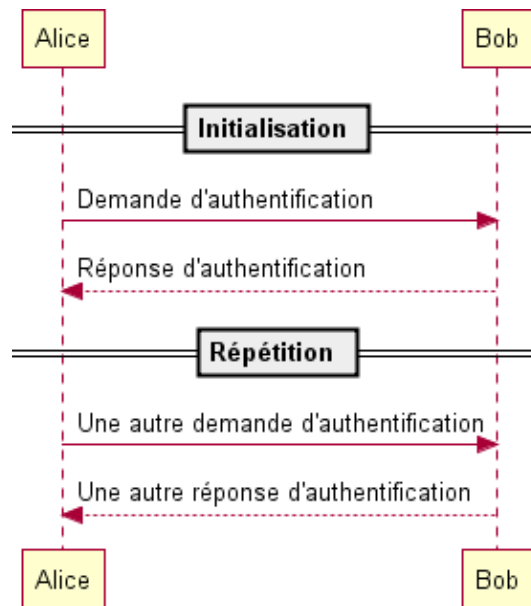 Alice
Bob
Initialisation
Demande d'authentification
Réponse d'authentification
Répétition
Une autre demande d'authentification
Une autre réponse d'authentification
Alice
Bob